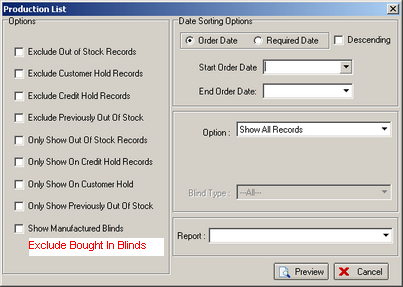 Production List
Options
Exclude Out of Stock Records
Exclude Customer Hold Records
Exclude Credit Hold Records
Exclude Previously Out Of Stock
Only Show Out Of Stock Records
Only Show On Credit Hold Records
Only Show On Customer Hold
Only Show Previously Out Of Stock
Show Manufactured Blinds
Exclude Bought In Blinds
Date Sorting Options
Order Date Required Date Descending
Start Order Date
End Order Date:
Option : Show All Records
Blind Type : ---All---
Report :
Preview Cancel